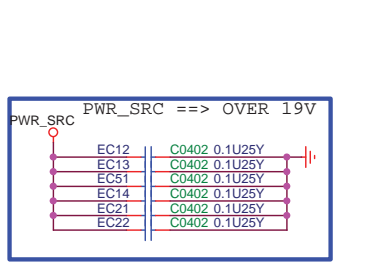 PWR_SRC ==> OVER 19V
PWR_SRC
EC12 C0402 0.1U25Y
EC13 C0402 0.1U25Y
EC51 C0402 0.1U25Y
EC14 C0402 0.1U25Y
EC21 C0402 0.1U25Y
EC22 C0402 0.1U25Y